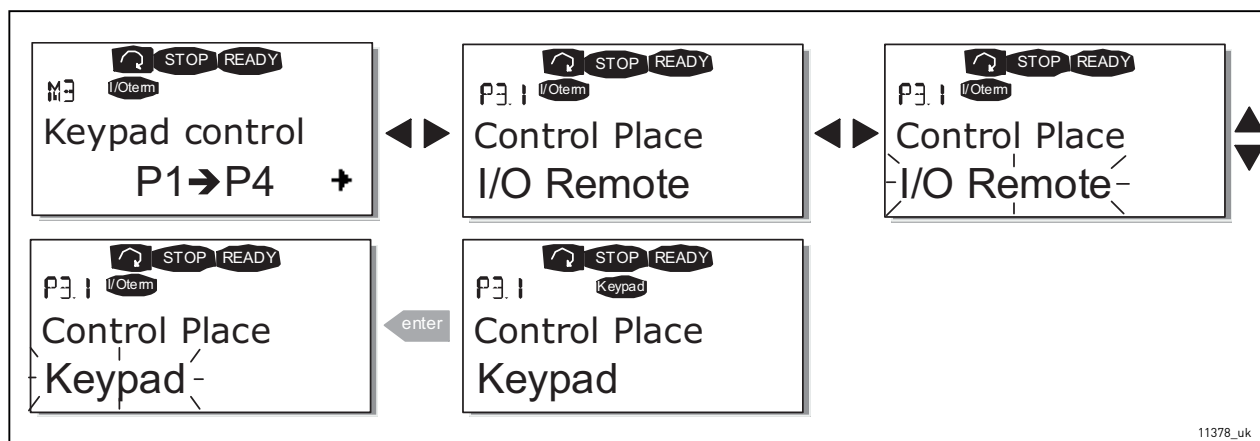 STOP READY
M3 I/Oterm
Keypad control
P1➔P4
STOP READY
P3.1 I/Oterm
Control Place
I/O Remote
STOP READY
P3.1 I/Oterm
Control Place
I/O Remote
STOP READY
P3.1 I/Oterm
Control Place
Keypad
enter
STOP READY
P3.1 Keypad
Control Place
Keypad
11378_uk